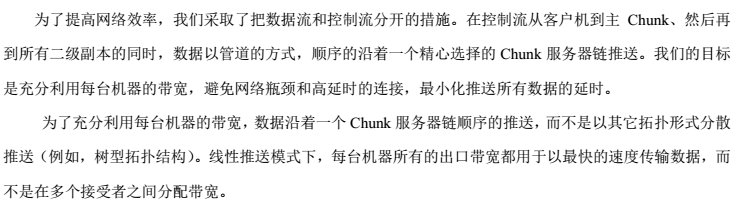 为了提高网络效率，我们采取了把数据流和控制流分开的措施。在控制流从客户机到主 Chunk、然后再
到所有二级副本的同时，数据以管道的方式，顺序的沿着一个精心选择的 Chunk 服务器链推送。我们的目标
是充分利用每台机器的带宽，避免网络瓶颈和高延时的连接，最小化推送所有数据的延时。
为了充分利用每台机器的带宽，数据沿着一个 Chunk 服务器链顺序的推送，而不是以其它拓扑形式分散
推送（例如，树型拓扑结构）。线性推送模式下，每台机器所有的出口带宽都用于以最快的速度传输数据，而
不是在多个接受者之间分配带宽。